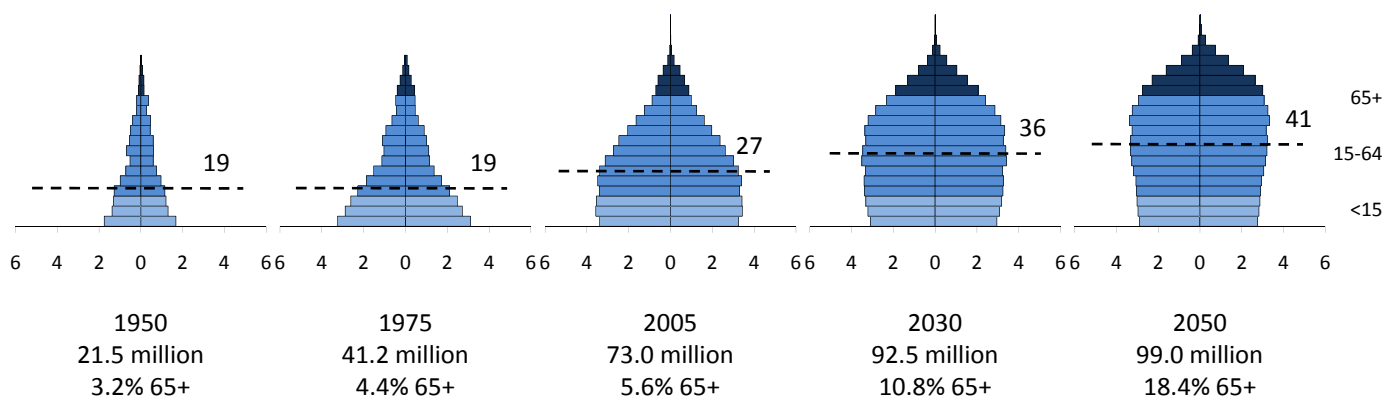 19
19
27
36
41
65+
15-64
<15
6 4 2 0 2 4 6
6 4 2 0 2 4 6
6 4 2 0 2 4 6
6 4 2 0 2 4 6
6 4 2 0 2 4 6
1950
21.5 million
3.2% 65+
1975
41.2 million
4.4% 65+
2005
73.0 million
5.6% 65+
2030
92.5 million
10.8% 65+
2050
99.0 million
18.4% 65+